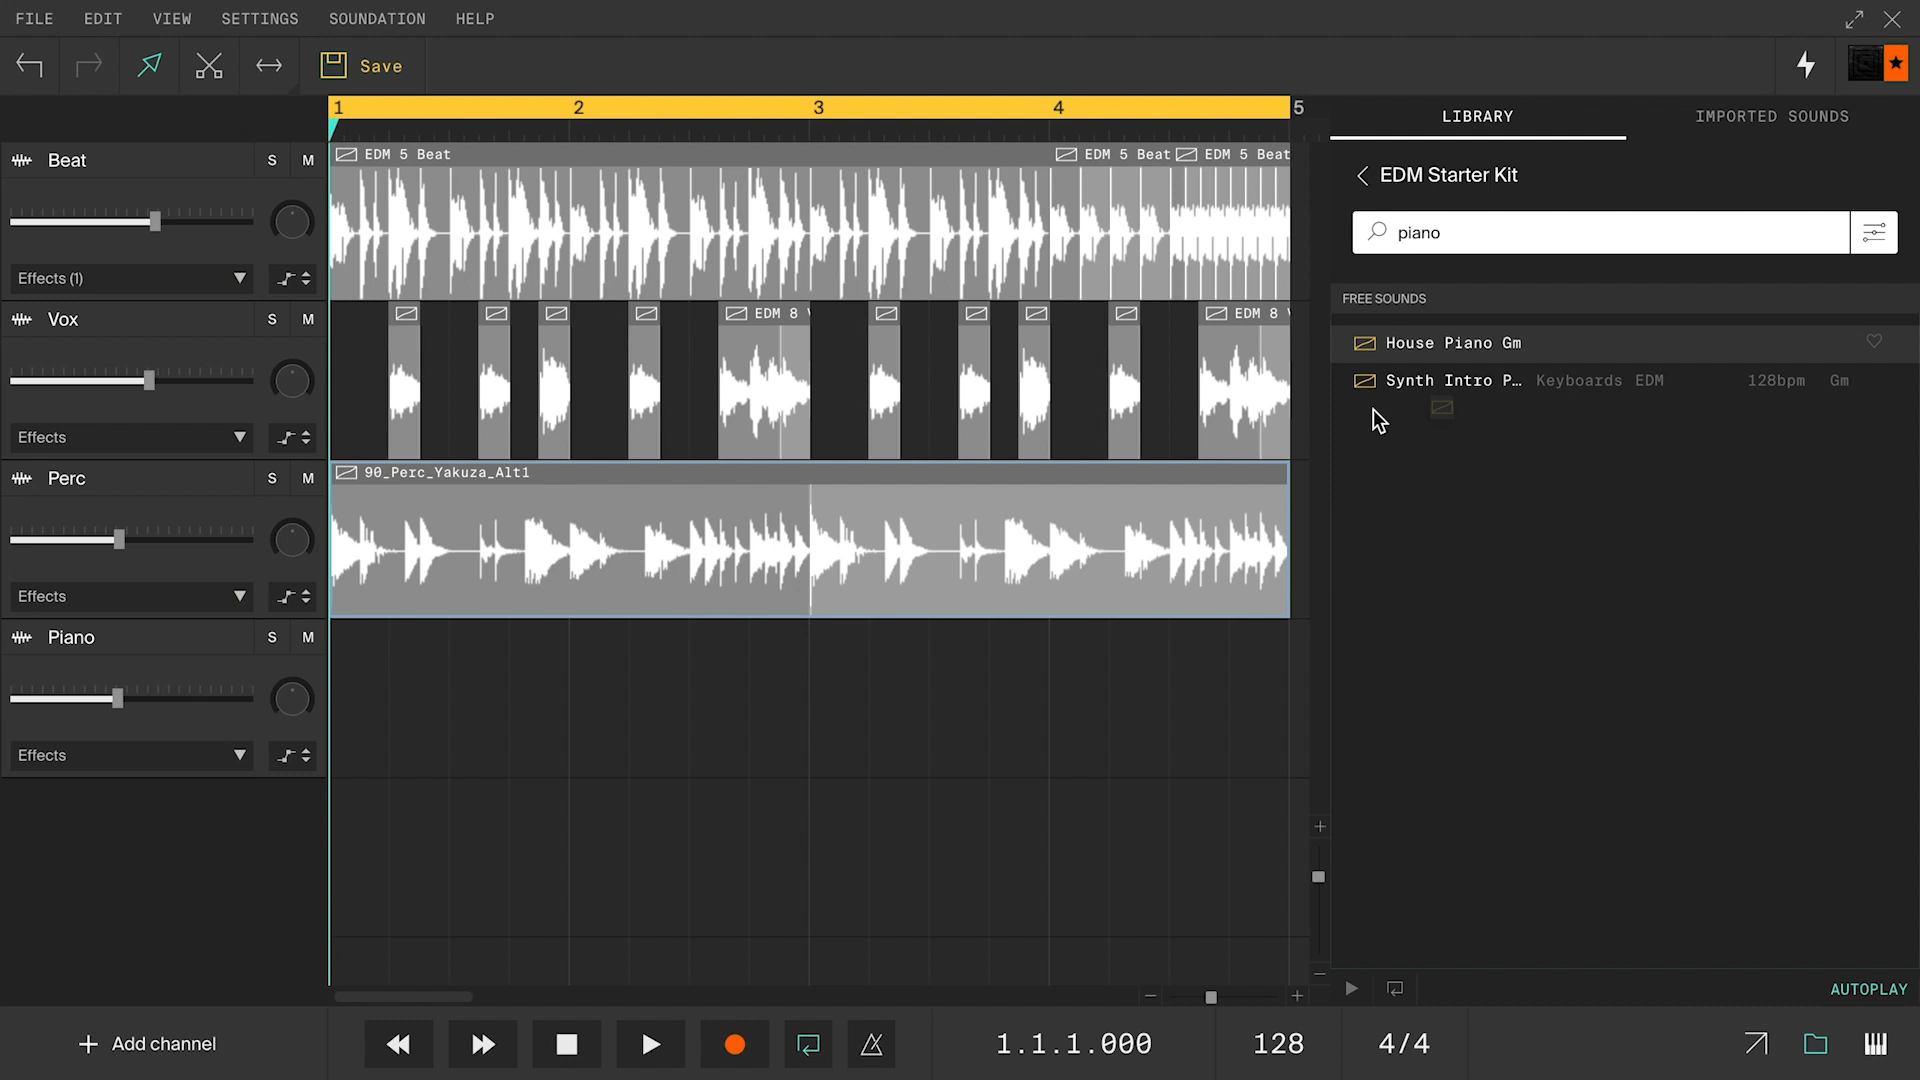 FILE EDIT VIEW SETTINGS SOUNDATION HELP
Save
1 2 3 4 5
LIBRARY IMPORTED SOUNDS
EDM Starter Kit
piano
FREE SOUNDS
House Piano Gm
Synth Intro P… Keyboards EDM 128bpm Gm
Beat S M
EDM 5 Beat EDM 5 Beat EDM 5 Beat
Effects (1)
Vox S M
EDM 8 EDM 8
Effects
Perc S M
90_Perc_Yakuza_Alt1
Effects
Piano S M
Effects
AUTOPLAY
+ Add channel
1.1.1.000 128 4/4